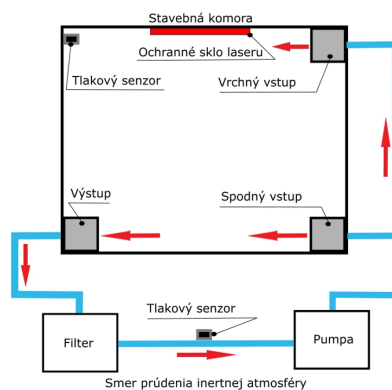 Stavebná komora
Ochranné sklo laseru
Tlakový senzor
Vrchný vstup
Výstup
Spodný vstup
Tlakový senzor
Filter
Pumpa
Smer prúdenia inertnej atmosféry